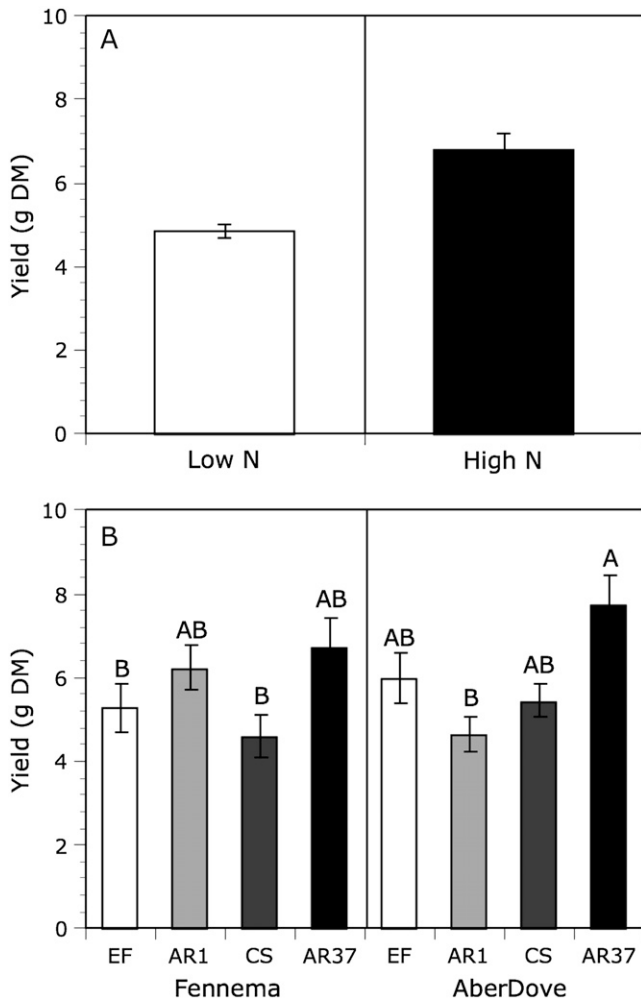 A
10
8
6
4
2
0
Yield (g DM)
Low N High N
B
10
8
6
4
2
0
Yield (g DM)
B AB B AB AB B AB A
EF AR1 CS AR37 EF AR1 CS AR37
Fennema AberDove